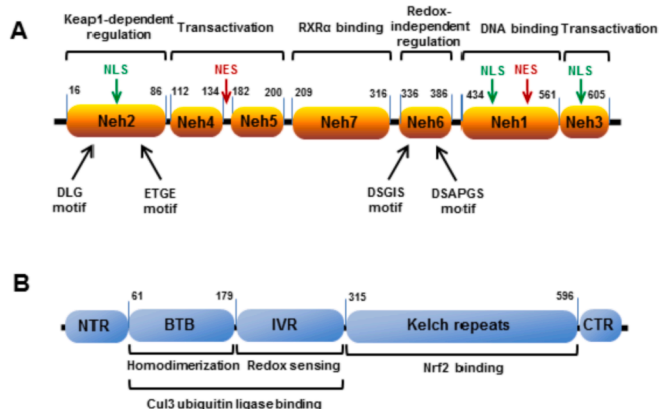 A
Keap1-dependent
regulation
Transactivation
RXRα binding
Redox-
independent
regulation
DNA binding
Transactivation
NLS
NES
NLS
NES
NLS
16
86
112
134
182
200
209
316
336
386
434
561
605
Neh2
Neh4
Neh5
Neh7
Neh6
Neh1
Neh3
DLG
motif
ETGE
motif
DSGIS
motif
DSAPGS
motif
B
61
179
315
596
NTR
BTB
IVR
Kelch repeats
CTR
Homodimerization
Redox sensing
Nrf2 binding
Cul3 ubiquitin ligase binding